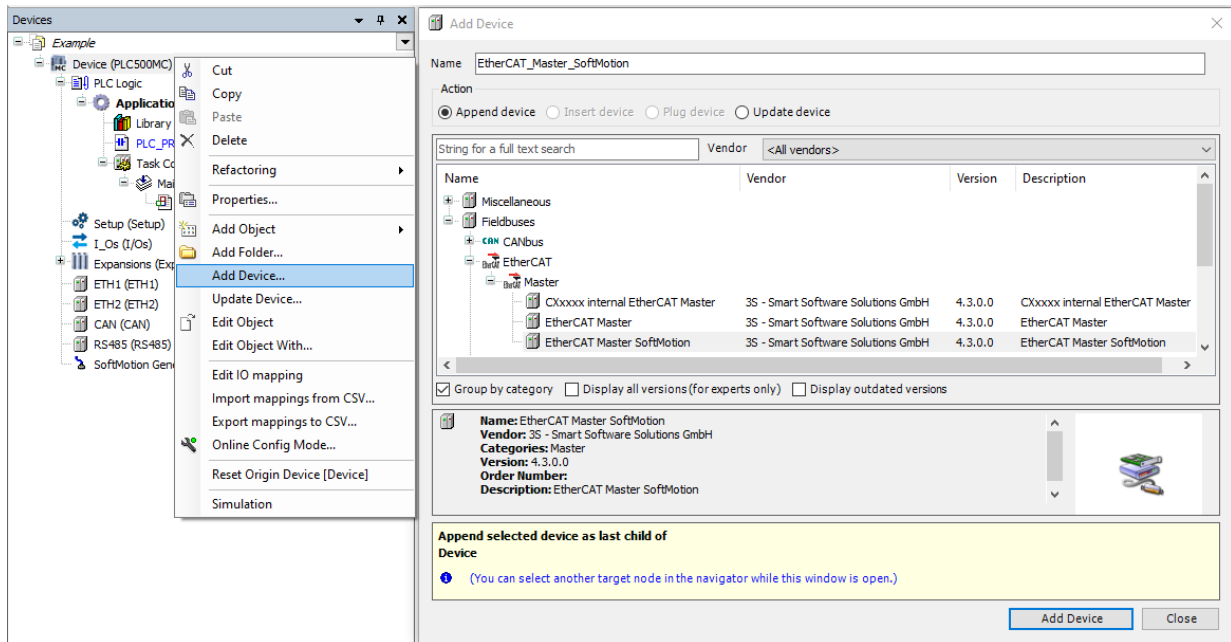 Devices
Example
Device (PLC500MC)
PLC Logic
Applicatio
Library
PLC_PR
Task Co
Mai
Setup (Setup)
I_Os (I/Os)
Expansions (Exp
ETH1 (ETH1)
ETH2 (ETH2)
CAN (CAN)
RS485 (RS485)
SoftMotion Gene
Cut
Copy
Paste
Delete
Refactoring
Properties...
Add Object
Add Folder...
Add Device...
Update Device...
Edit Object
Edit Object With...
Edit IO mapping
Import mappings from CSV...
Export mappings to CSV...
Online Config Mode...
Reset Origin Device [Device]
Simulation
Add Device
Name EtherCAT_Master_SoftMotion
Action
Append device Insert device Plug device Update device
String for a full text search Vendor <All vendors>
Name Vendor Version Description
Miscellaneous
Fieldbuses
CAN CANbus
EtherCAT EtherCAT
EtherCAT Master
CXxxxx internal EtherCAT Master 3S - Smart Software Solutions GmbH 4.3.0.0 CXxxxx internal EtherCAT Master
EtherCAT Master 3S - Smart Software Solutions GmbH 4.3.0.0 EtherCAT Master
EtherCAT Master SoftMotion 3S - Smart Software Solutions GmbH 4.3.0.0 EtherCAT Master SoftMotion
Group by category Display all versions (for experts only) Display outdated versions
Name: EtherCAT Master SoftMotion
Vendor: 3S - Smart Software Solutions GmbH
Categories: Master
Version: 4.3.0.0
Order Number:
Description: EtherCAT Master SoftMotion
Append selected device as last child of
Device
(You can select another target node in the navigator while this window is open.)
Add Device Close